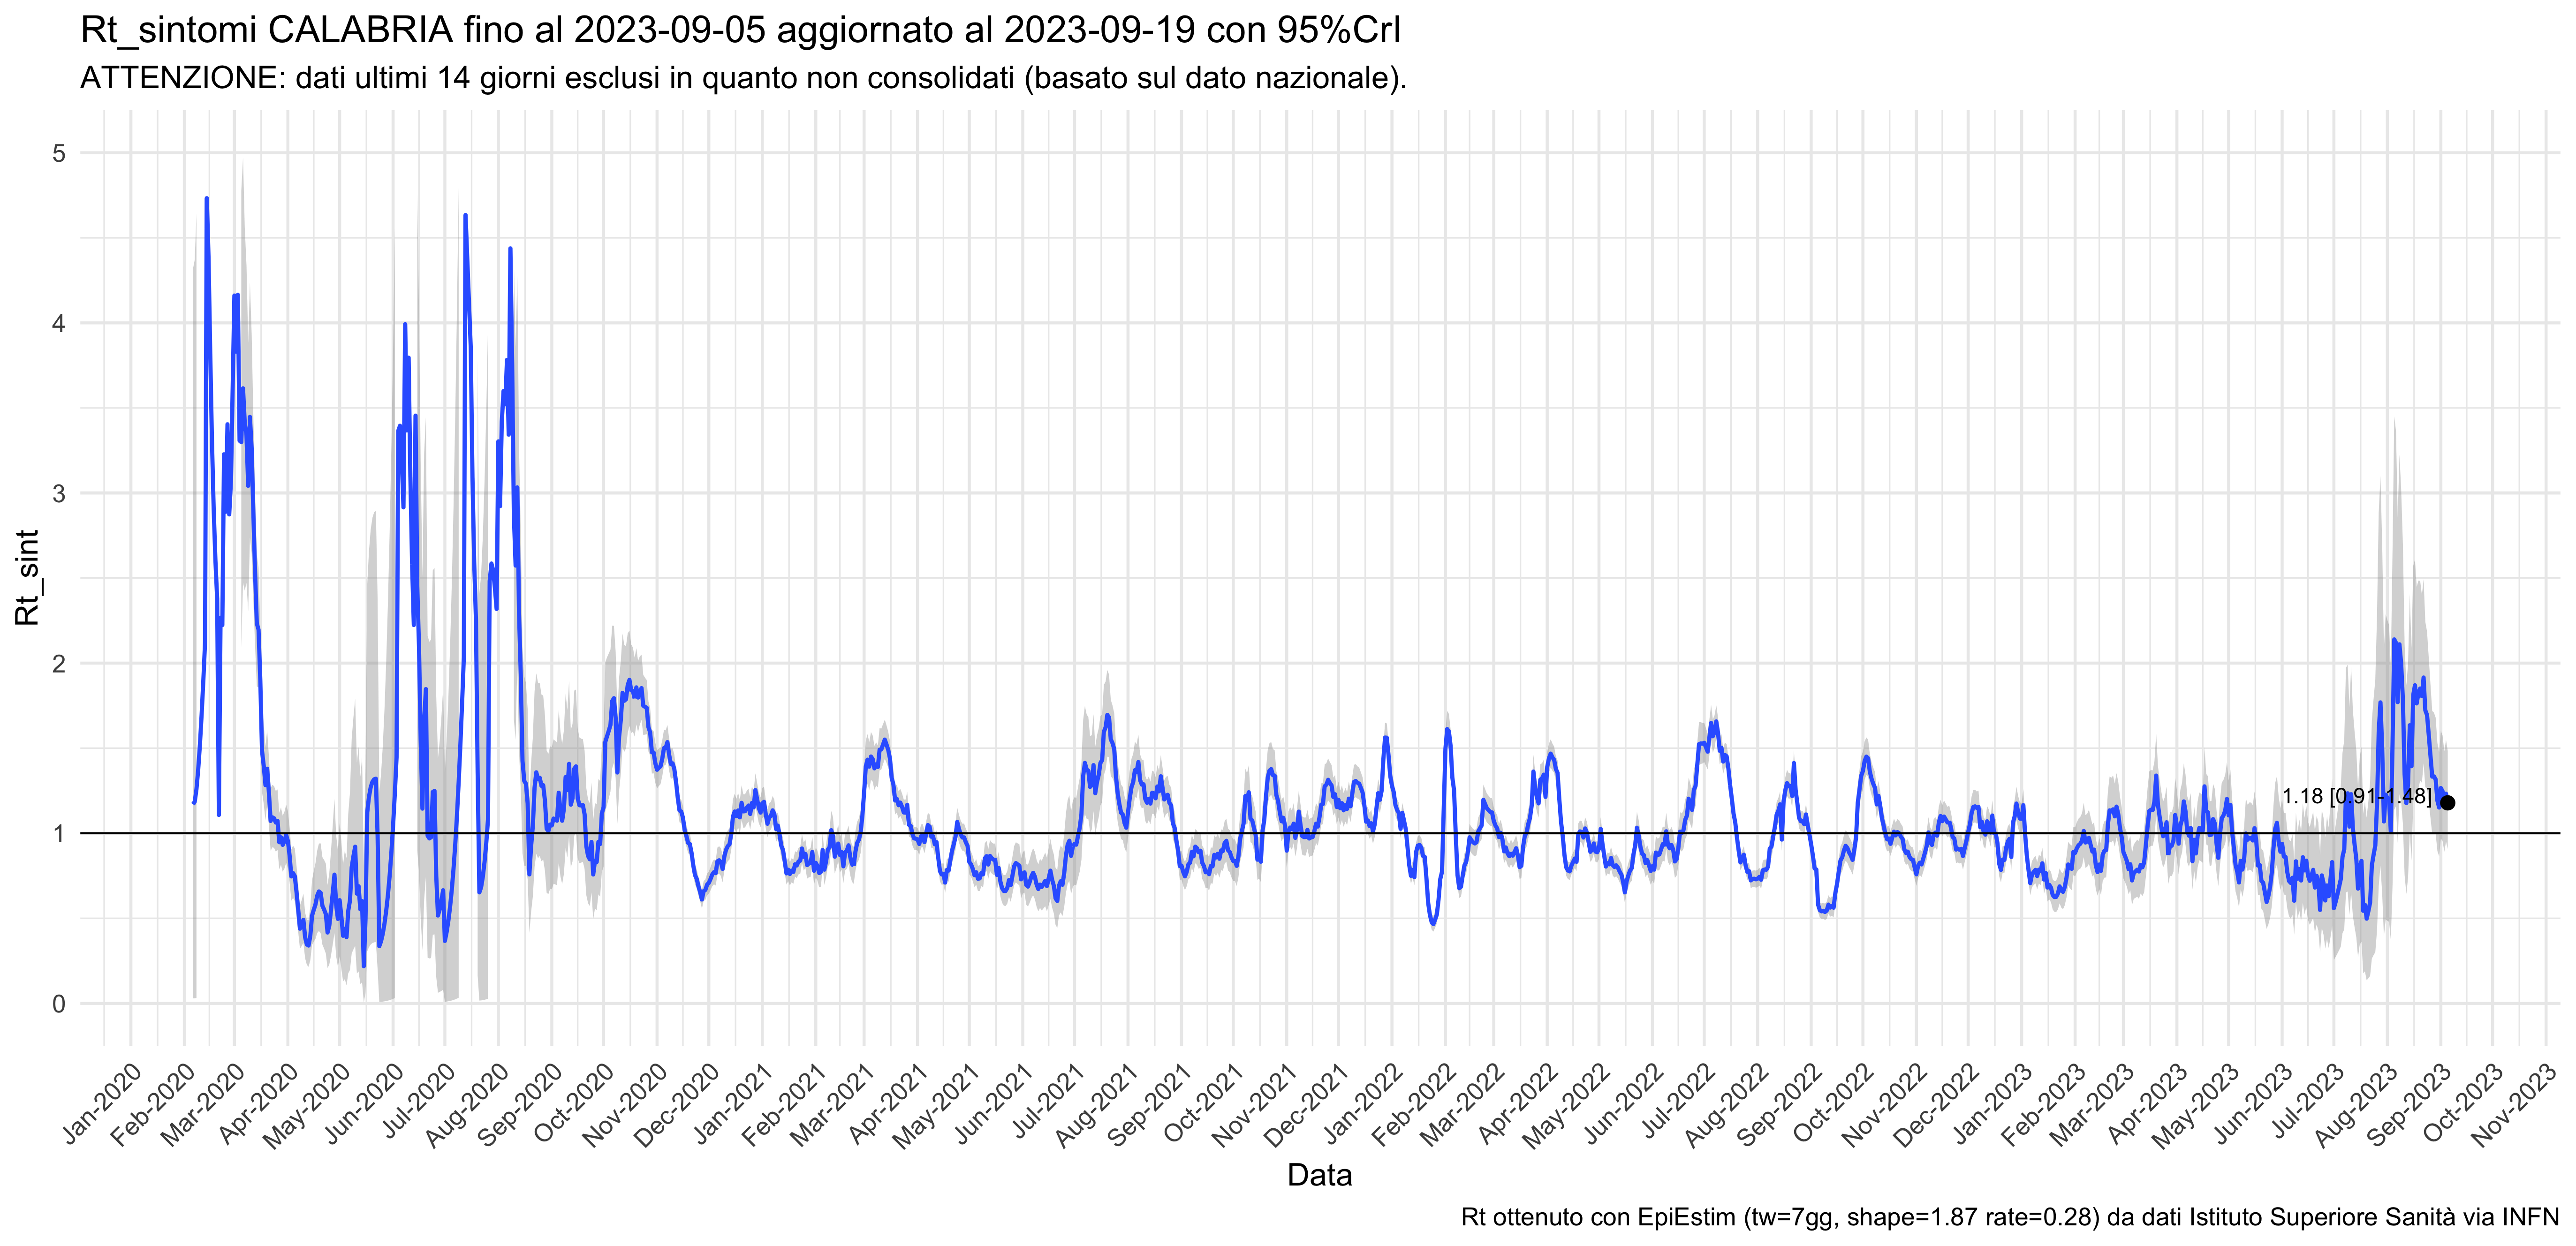 Rt_sintomi CALABRIA fino al 2023-09-05 aggiornato al 2023-09-19 con 95%CrI
ATTENZIONE: dati ultimi 14 giorni esclusi in quanto non consolidati (basato sul dato nazionale).
5
4
3
2
1
0
Rt_sint
1.18 [0.91-1.48]
Jan-2020
Feb-2020
Mar-2020
Apr-2020
May-2020
Jun-2020
Jul-2020
Aug-2020
Sep-2020
Oct-2020
Nov-2020
Dec-2020
Jan-2021
Feb-2021
Mar-2021
Apr-2021
May-2021
Jun-2021
Jul-2021
Aug-2021
Sep-2021
Oct-2021
Nov-2021
Dec-2021
Jan-2022
Feb-2022
Mar-2022
Apr-2022
May-2022
Jun-2022
Jul-2022
Aug-2022
Sep-2022
Oct-2022
Nov-2022
Dec-2022
Jan-2023
Feb-2023
Mar-2023
Apr-2023
May-2023
Jun-2023
Jul-2023
Aug-2023
Sep-2023
Oct-2023
Nov-2023
Data
Rt ottenuto con EpiEstim (tw=7gg, shape=1.87 rate=0.28) da dati Istituto Superiore Sanità via INFN